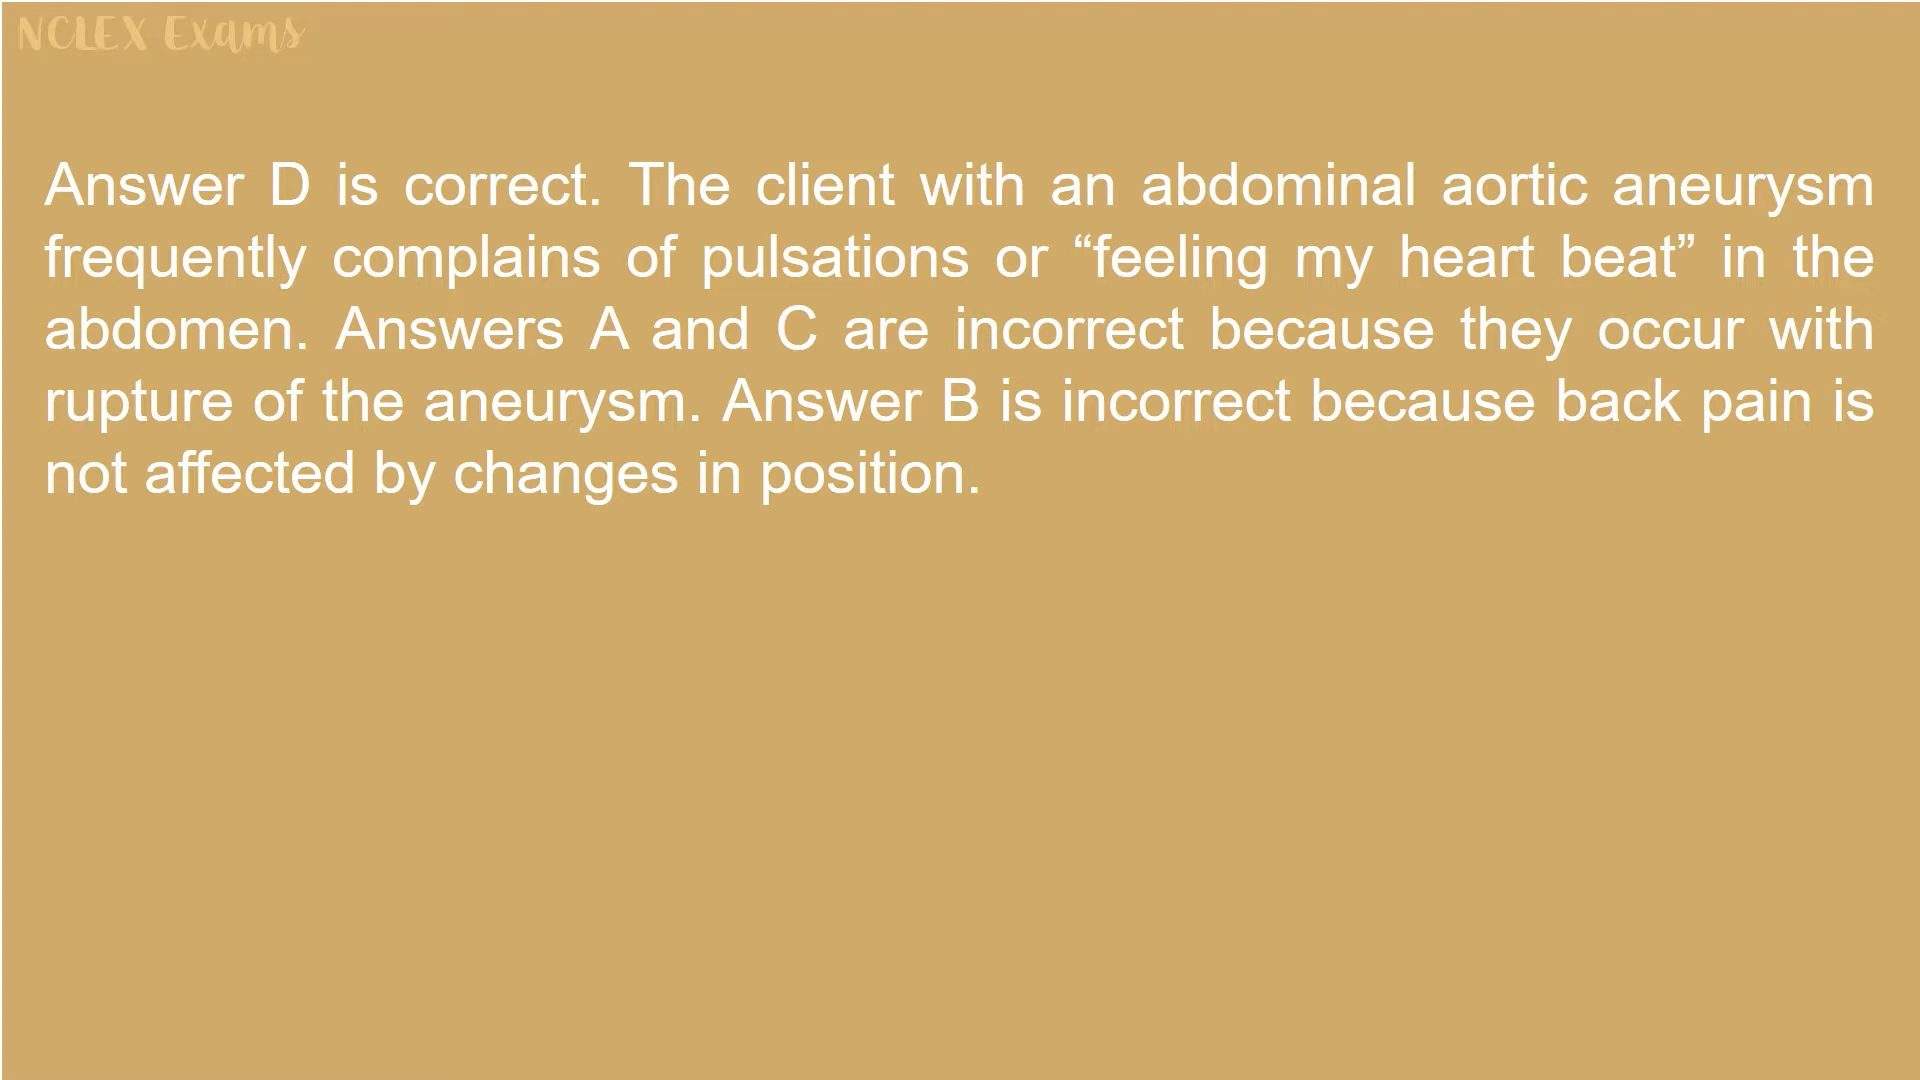 NCLEX Exams
Answer D is correct. The client with an abdominal aortic aneurysm
frequently complains of pulsations or “feeling my heart beat” in the
abdomen. Answers A and C are incorrect because they occur with
rupture of the aneurysm. Answer B is incorrect because back pain is
not affected by changes in position.